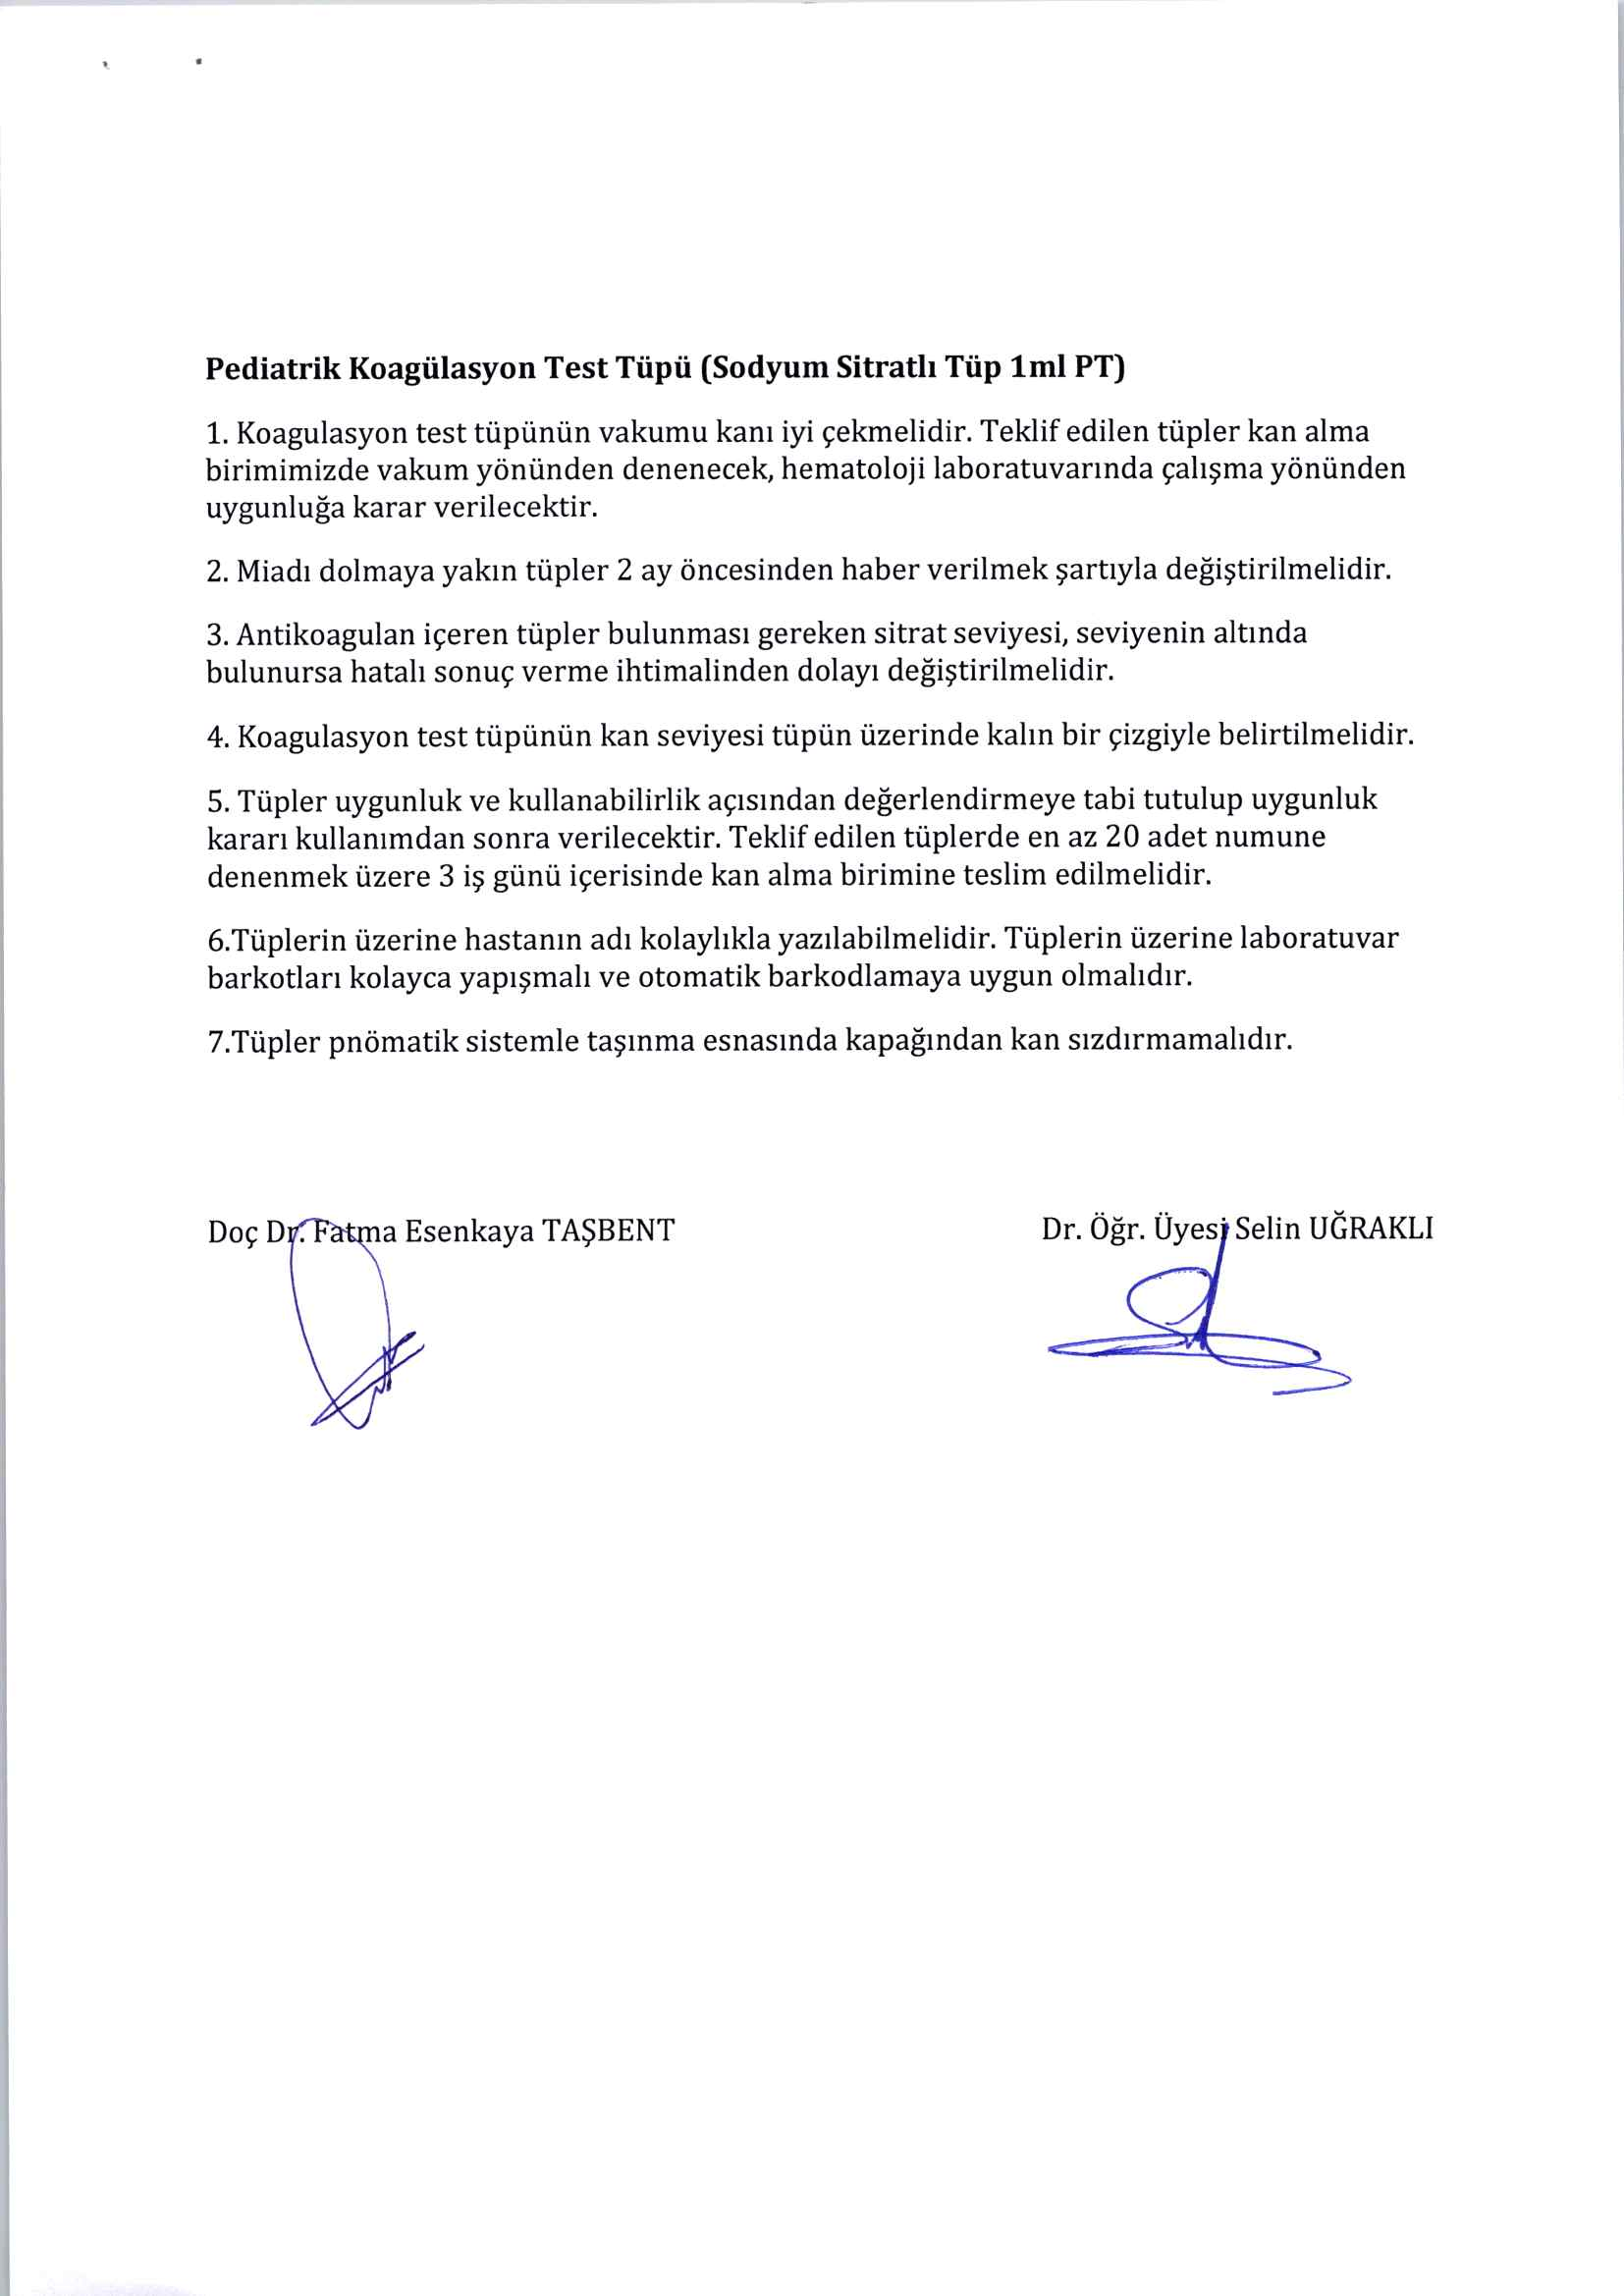 Pediatrik Koagülasyon Test Tüpü (Sodyum Sitratlı Tüp 1ml PT)
1. Koagulasyon test tüpünün vakumu kanı iyi çekmelidir. Teklif edilen tüpler kan alma
birimimizde vakum yönünden denenecek, hematoloji laboratuvarında çalışma yönünden
uygunluğa karar verilecektir.
2. Miadı dolmaya yakın tüpler 2 ay öncesinden haber verilmek şartıyla değiştirilmelidir.
3. Antikoagulan içeren tüpler bulunması gereken sitrat seviyesi, seviyenin altında
bulunursa hatalı sonuç verme ihtimalinden dolayı değiştirilmelidir.
4. Koagulasyon test tüpünün kan seviyesi tüpün üzerinde kalın bir çizgiyle belirtilmelidir.
5. Tüpler uygunluk ve kullanabilirlik açısından değerlendirmeye tabi tutulup uygunluk
kararı kullanımdan sonra verilecektir. Teklif edilen tüplerde en az 20 adet numune
denenmek üzere 3 iş günü içerisinde kan alma birimine teslim edilmelidir.
6.Tüplerin üzerine hastanın adı kolaylıkla yazılabilmelidir. Tüplerin üzerine laboratuvar
barkotları kolayca yapışmalı ve otomatik barkodlamaya uygun olmalıdır.
7.Tüpler pnömatik sistemle taşınma esnasında kapağından kan sızdırmamalıdır.
Doç Dr. Fatma Esenkaya TAŞBENT
Dr. Öğr. Üyesi Selin UĞRAKLI